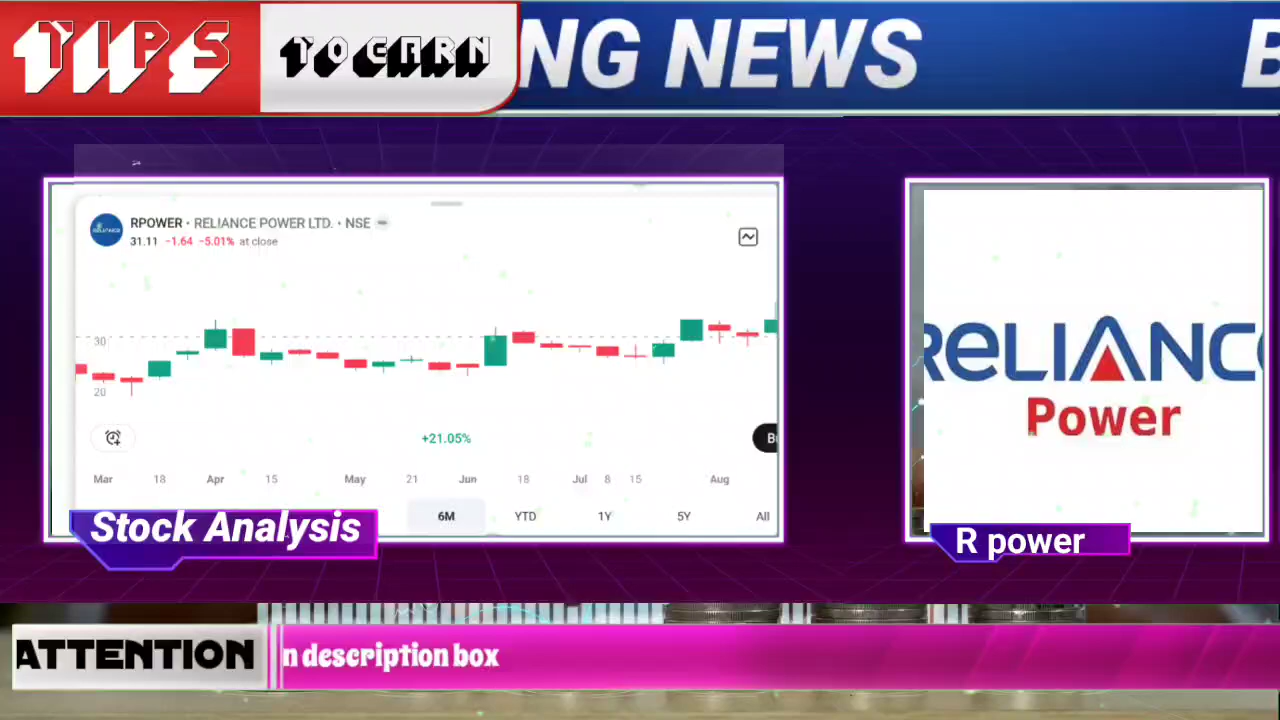 TIPS
TO EARN
NG NEWS
B
RPOWER • RELIANCE POWER LTD. • NSE
31.11 −1.64 −5.01% at close
30
20
+21.05%
Mar 18 Apr 15 May 21 Jun 18 Jul 8 15 Aug
6M YTD 1Y 5Y All
Stock Analysis
RELIANC
Power
R power
ATTENTION
n description box